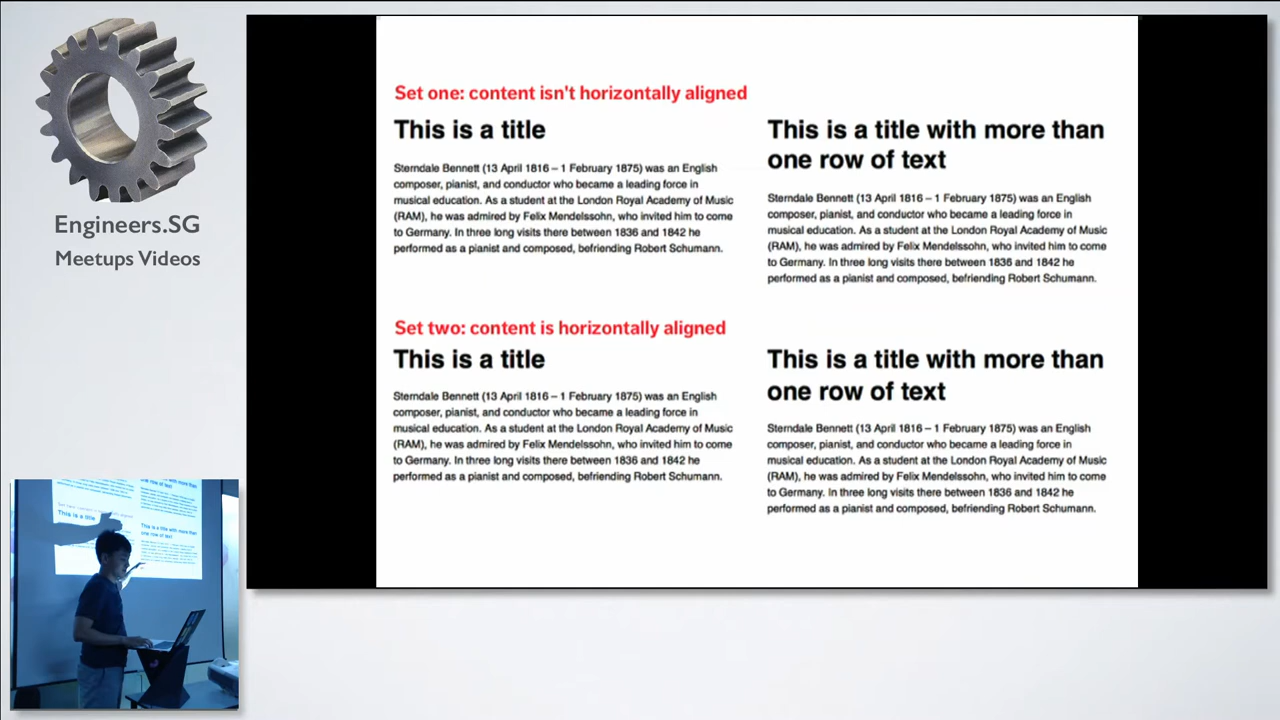 Engineers.SG
Meetups Videos
Set one: content isn't horizontally aligned
This is a title
Sterndale Bennett (13 April 1816 – 1 February 1875) was an English
composer, pianist, and conductor who became a leading force in
musical education. As a student at the London Royal Academy of Music
(RAM), he was admired by Felix Mendelssohn, who invited him to come
to Germany. In three long visits there between 1836 and 1842 he
performed as a pianist and composed, befriending Robert Schumann.
This is a title with more than
one row of text
Sterndale Bennett (13 April 1816 – 1 February 1875) was an English
composer, pianist, and conductor who became a leading force in
musical education. As a student at the London Royal Academy of Music
(RAM), he was admired by Felix Mendelssohn, who invited him to come
to Germany. In three long visits there between 1836 and 1842 he
performed as a pianist and composed, befriending Robert Schumann.
Set two: content is horizontally aligned
This is a title
Sterndale Bennett (13 April 1816 – 1 February 1875) was an English
composer, pianist, and conductor who became a leading force in
musical education. As a student at the London Royal Academy of Music
(RAM), he was admired by Felix Mendelssohn, who invited him to come
to Germany. In three long visits there between 1836 and 1842 he
performed as a pianist and composed, befriending Robert Schumann.
This is a title with more than
one row of text
Sterndale Bennett (13 April 1816 – 1 February 1875) was an English
composer, pianist, and conductor who became a leading force in
musical education. As a student at the London Royal Academy of Music
(RAM), he was admired by Felix Mendelssohn, who invited him to come
to Germany. In three long visits there between 1836 and 1842 he
performed as a pianist and composed, befriending Robert Schumann.
This is a title
This is a title with more than
one row of text